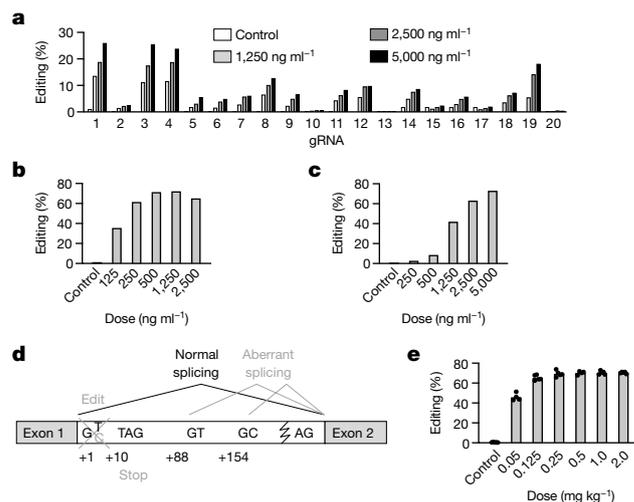 a
Control
1,250 ng ml⁻¹
2,500 ng ml⁻¹
5,000 ng ml⁻¹
Editing (%)
30
20
10
0
1 2 3 4 5 6 7 8 9 10 11 12 13 14 15 16 17 18 19 20
gRNA
b
Editing (%)
80
60
40
20
0
Control 125 250 500 1,250 2,500
Dose (ng ml⁻¹)
c
Editing (%)
80
60
40
20
0
Control 250 500 1,250 2,500 5,000
Dose (ng ml⁻¹)
d
Normal splicing
Aberrant splicing
Edit
Exon 1 G T C TAG GT GC AG Exon 2
+1 +10 +88 +154
Stop
e
Editing (%)
80
60
40
20
0
Control 0.05 0.125 0.25 0.5 1.0 2.0
Dose (mg kg⁻¹)